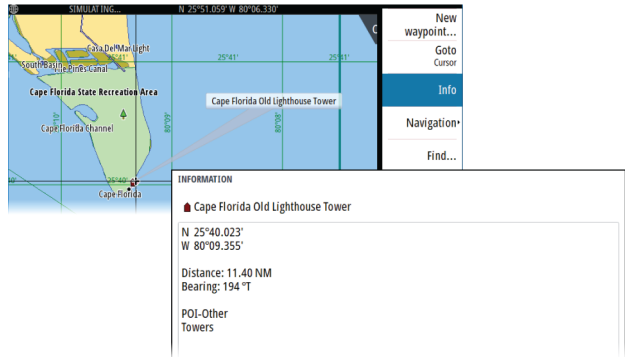 SIMULATING... N 25°51.059' W 80°06.330'
New
waypoint...
Goto
Cursor
Info
Navigation
Find...
Casa Del Mar Light
South Basin
The Pines Canal
25°41'
25°41'
25°41'
Cape Florida State Recreation Area
Cape Florida Old Lighthouse Tower
Cape Florida Channel
80°09'
80°08'
25°40'
Cape Florida
INFORMATION
Cape Florida Old Lighthouse Tower
N 25°40.023'
W 80°09.355'
Distance: 11.40 NM
Bearing: 194 °T
POI-Other
Towers